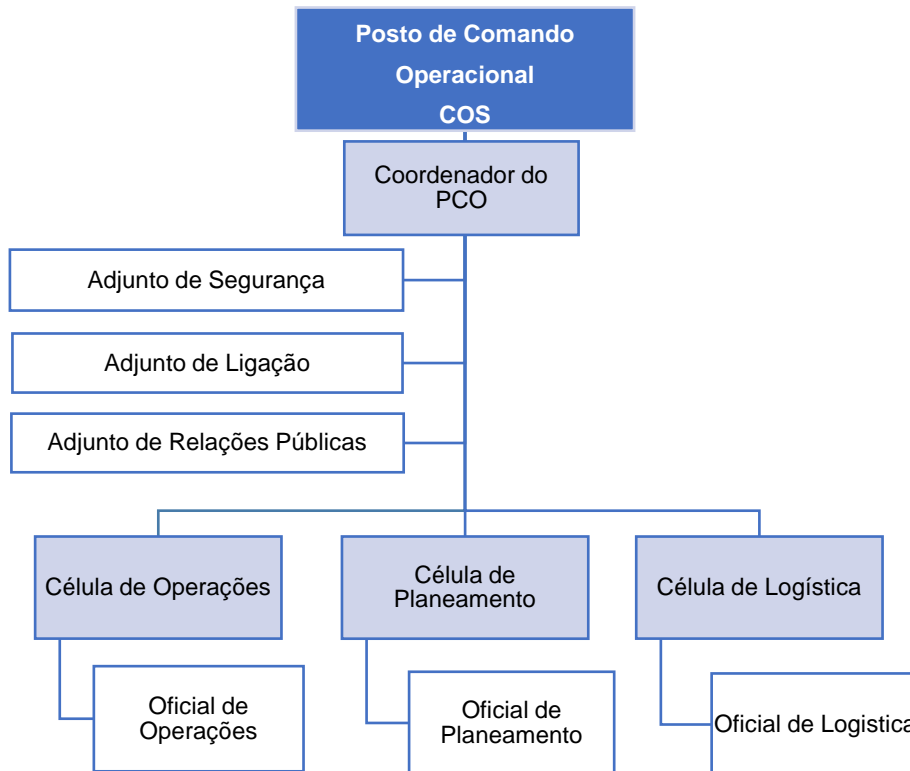 Posto de Comando
Operacional
COS
Coordenador do
PCO
Adjunto de Segurança
Adjunto de Ligação
Adjunto de Relações Públicas
Célula de Operações
Célula de
Planeamento
Célula de Logística
Oficial de
Operações
Oficial de
Planeamento
Oficial de Logistica